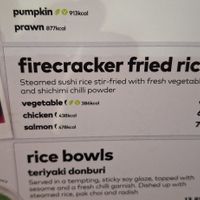 pumpkin 913kcal
prawn 877kcal
firecracker fried ric
Steamed sushi rice stir-fried with fresh vegetabl
and shichimi chilli powder
vegetable 384kcal
chicken 438kcal
salmon 478kcal
rice bowls
teriyaki donburi
Served in a tempting, sticky soy glaze, topped with
sesame and a fresh chilli garnish. Dished up with
steamed rice, pak choi and radish